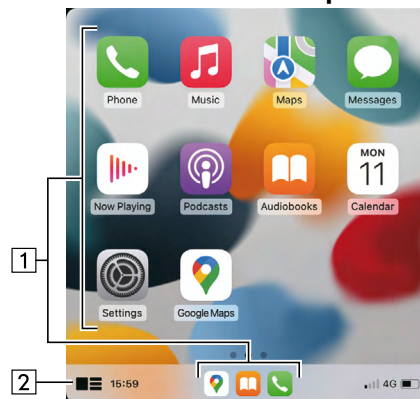 Phone Music Maps Messages
MON
11
Now Playing Podcasts Audiobooks Calendar
Settings Google Maps
1
2
15:59
4G